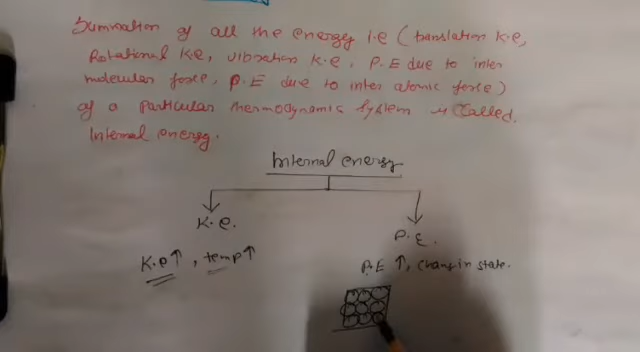 Summation of all the energy i.e (translation K.e,
Rotational K.e, vibration K.e, P.E due to inter
molecular force, P.E due to inter atomic force)
of a particular thermodynamic system is called.
Internal energy.
Internal energy
K.e. P.E.
K.e↑, temp↑ P.E ↑, change in state.